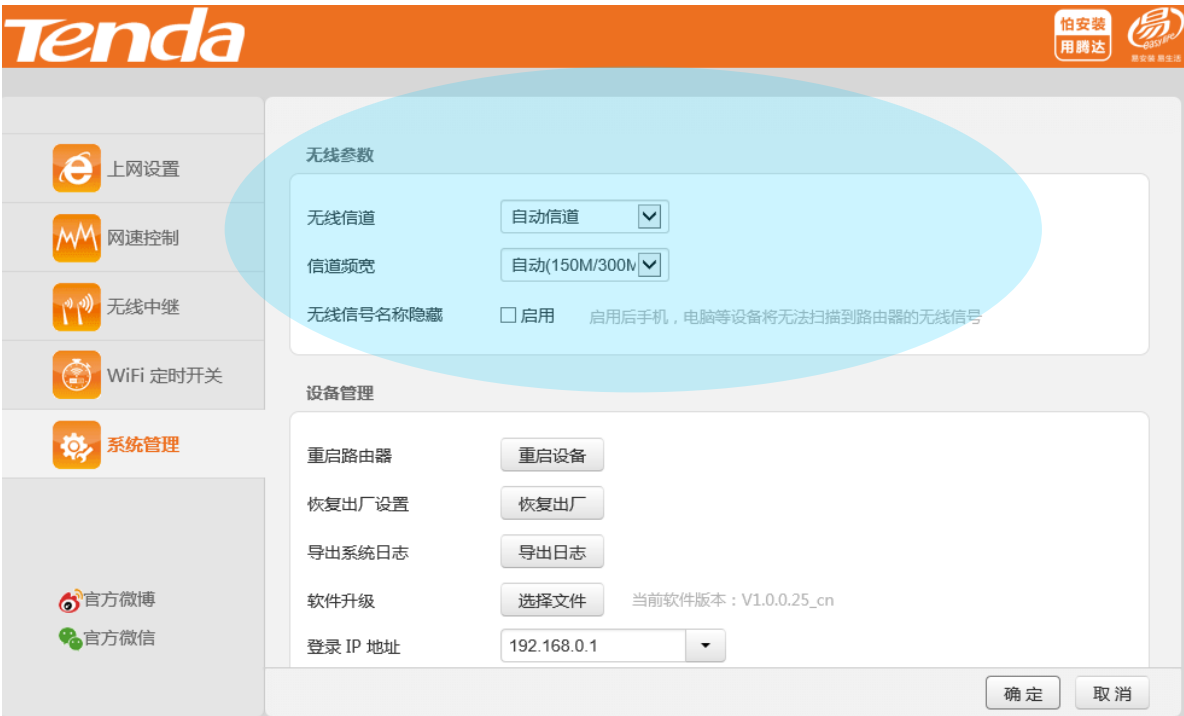 Tenda
怕安装
用腾达
易
easy life
易安装 易生活
上网设置
网速控制
无线中继
WiFi 定时开关
系统管理
官方微博
官方微信
无线参数
无线信道 自动信道
信道频宽 自动(150M/300M
无线信号名称隐藏 启用 启用后手机，电脑等设备将无法扫描到路由器的无线信号
设备管理
重启路由器 重启设备
恢复出厂设置 恢复出厂
导出系统日志 导出日志
软件升级 选择文件 当前软件版本：V1.0.0.25_cn
登录 IP 地址 192.168.0.1
确定 取消